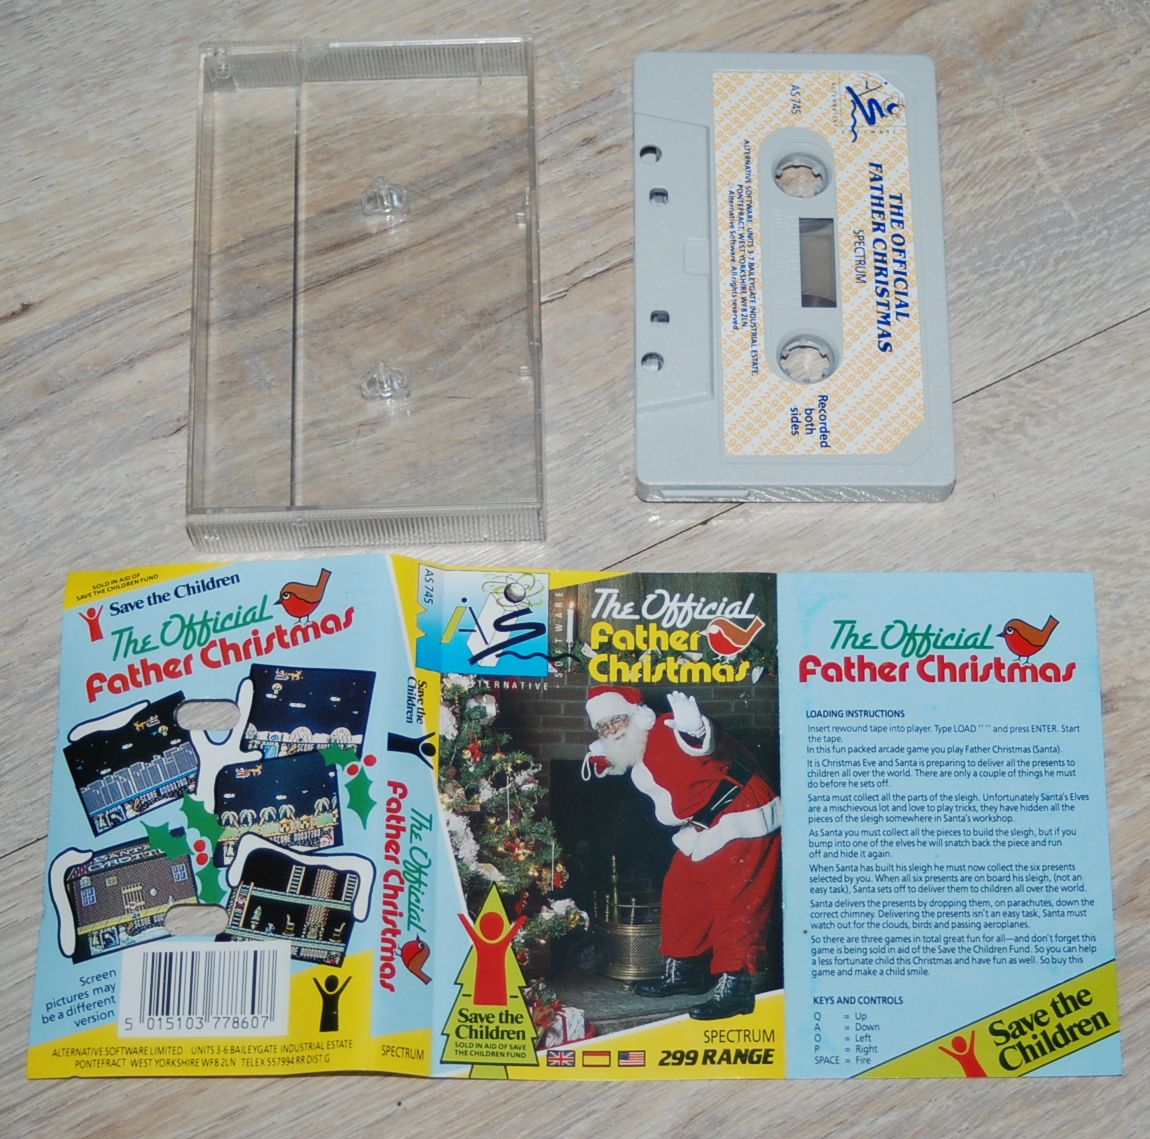 AS 745
SOFTWARE
THE OFFICIAL
FATHER CHRISTMAS
SPECTRUM
ALTERNATIVE SOFTWARE, UNITS 3-7 BAILEYGATE INDUSTRIAL ESTATE,
PONTEFRACT, WEST YORKSHIRE WF8 2LN.
Alternative Software. All rights reserved.
Recorded
both
sides
SOLD IN AID OF
SAVE THE CHILDREN FUND
Save the Children
The Official
Father Christmas
SANTA'S
GROTTO
Screen
pictures may
be a different
version
5 015103 778607
ALTERNATIVE SOFTWARE LIMITED UNITS 3-6 BAILEYGATE INDUSTRIAL ESTATE
PONTEFRACT WEST YORKSHIRE WF8 2LN TELEX 557994 RR DIST G
AS 745
Save the
Children
The Official
Father Christmas
SPECTRUM
SOFTWARE
The Official
Father
Christmas
Save the
Children
SOLD IN AID OF SAVE
THE CHILDREN FUND
SPECTRUM
299 RANGE
The Official
Father Christmas
LOADING INSTRUCTIONS
Insert rewound tape into player. Type LOAD " " and press ENTER. Start
the tape.
In this fun packed arcade game you play Father Christmas (Santa).
It is Christmas Eve and Santa is preparing to deliver all the presents to
children all over the world. There are only a couple of things he must
do before he sets off.
Santa must collect all the parts of the sleigh. Unfortunately Santa's Elves
are a mischievous lot and love to play tricks, they have hidden all the
pieces of the sleigh somewhere in Santa's workshop.
As Santa you must collect all the pieces to build the sleigh, but if you
bump into one of the elves he will snatch back the piece and run
off and hide it again.
When Santa has built his sleigh he must now collect the six presents
selected by you. When all six presents are on board his sleigh, (not an
easy task), Santa sets off to deliver them to children all over the world.
Santa delivers the presents by dropping them, on parachutes, down the
correct chimney. Delivering the presents isn't an easy task, Santa must
watch out for the clouds, birds and passing aeroplanes.
So there are three games in total great fun for all—and don't forget this
game is being sold in aid of the Save the Children Fund. So you can help
a less fortunate child this Christmas and have fun as well. So buy this
game and make a child smile.
KEYS AND CONTROLS
Q = Up
A = Down
O = Left
P = Right
SPACE = Fire
Save the
Children